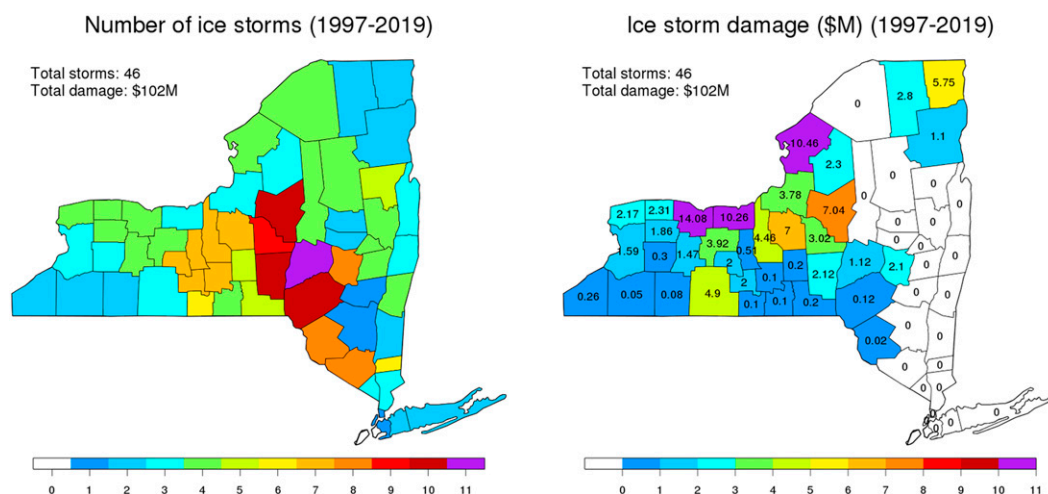 Number of ice storms (1997-2019)
Total storms: 46
Total damage: $102M
0 1 2 3 4 5 6 7 8 9 10 11
Ice storm damage ($M) (1997-2019)
Total storms: 46
Total damage: $102M
0 2.8 5.75
10.46 1.1
2.3
3.78 0 0
0
2.17 2.31 14.08 10.26 7.04 0 0
1.86 4.46 7 0
1.59 3.92 0.51 3.02 0 0
0.3 1.47 1.12
2 0.2 2.1 0
2 0.1 2.12
0.26 0.05 0.08 4.9 0
0.1 0.1 0.2 0.12
0 0 0
0.02
0 0
0 0
0 0
0
0 0
0
0 1 2 3 4 5 6 7 8 9 10 11